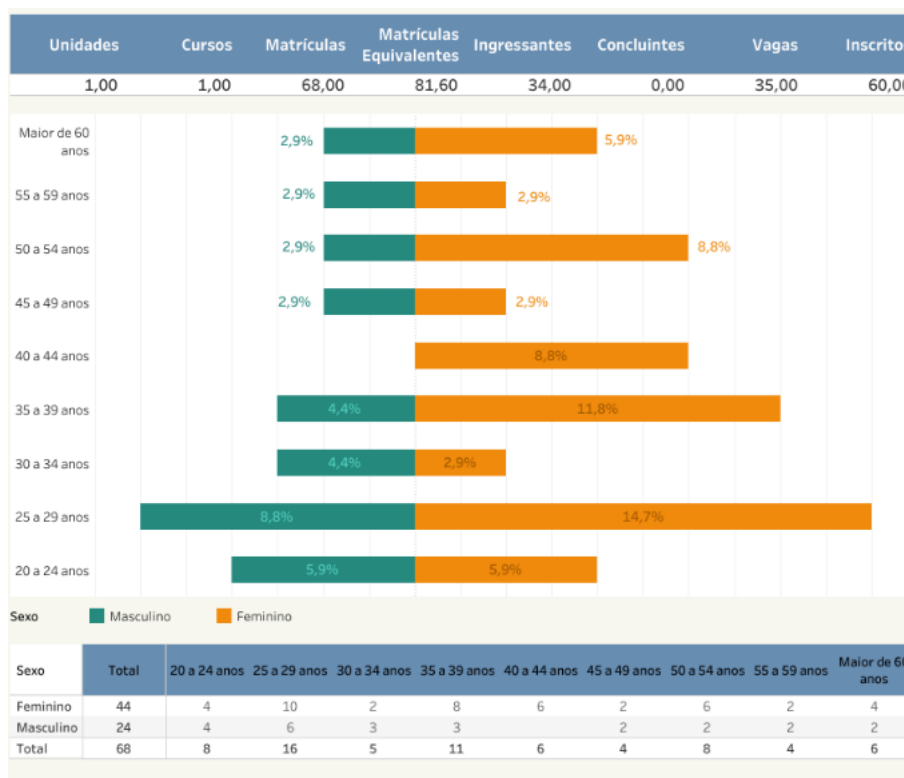 Unidades Cursos Matrículas Matrículas Equivalentes Ingressantes Concluintes Vagas Inscrito
1,00 1,00 68,00 81,60 34,00 0,00 35,00 60,00
Maior de 60 anos 2,9% 5,9%
55 a 59 anos 2,9% 2,9%
50 a 54 anos 2,9% 8,8%
45 a 49 anos 2,9% 2,9%
40 a 44 anos 8,8%
35 a 39 anos 4,4% 11,8%
30 a 34 anos 4,4% 2,9%
25 a 29 anos 8,8% 14,7%
20 a 24 anos 5,9% 5,9%
Sexo Masculino Feminino
Sexo Total 20 a 24 anos 25 a 29 anos 30 a 34 anos 35 a 39 anos 40 a 44 anos 45 a 49 anos 50 a 54 anos 55 a 59 anos Maior de 60 anos
Feminino 44 4 10 2 8 6 2 6 2 4
Masculino 24 4 6 3 3 2 2 2 2
Total 68 8 16 5 11 6 4 8 4 6